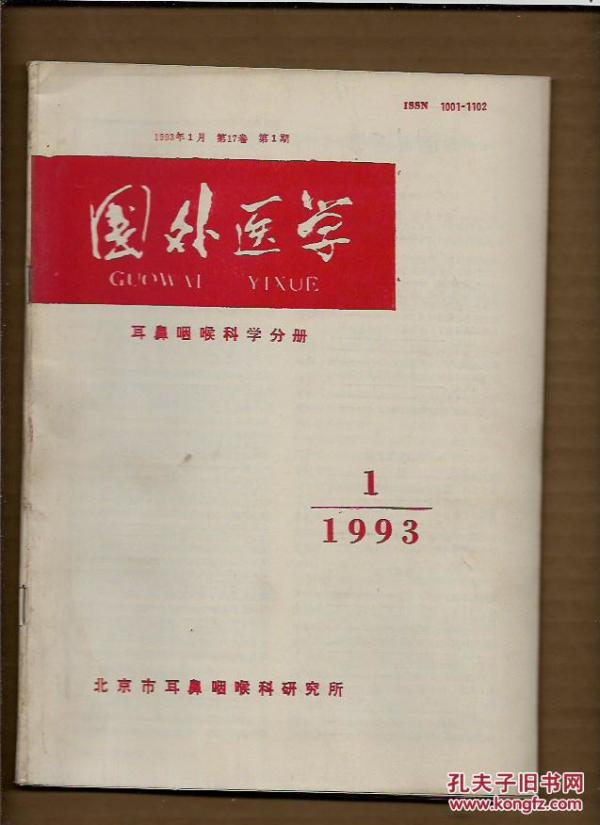 ISSN 1001-1102
1993年1月 第17卷 第1期
国外医学
GUOWAI YIXUE
耳鼻咽喉科学分册
1
1993
北京市耳鼻咽喉科研究所
孔夫子旧书网
www.kongfz.com